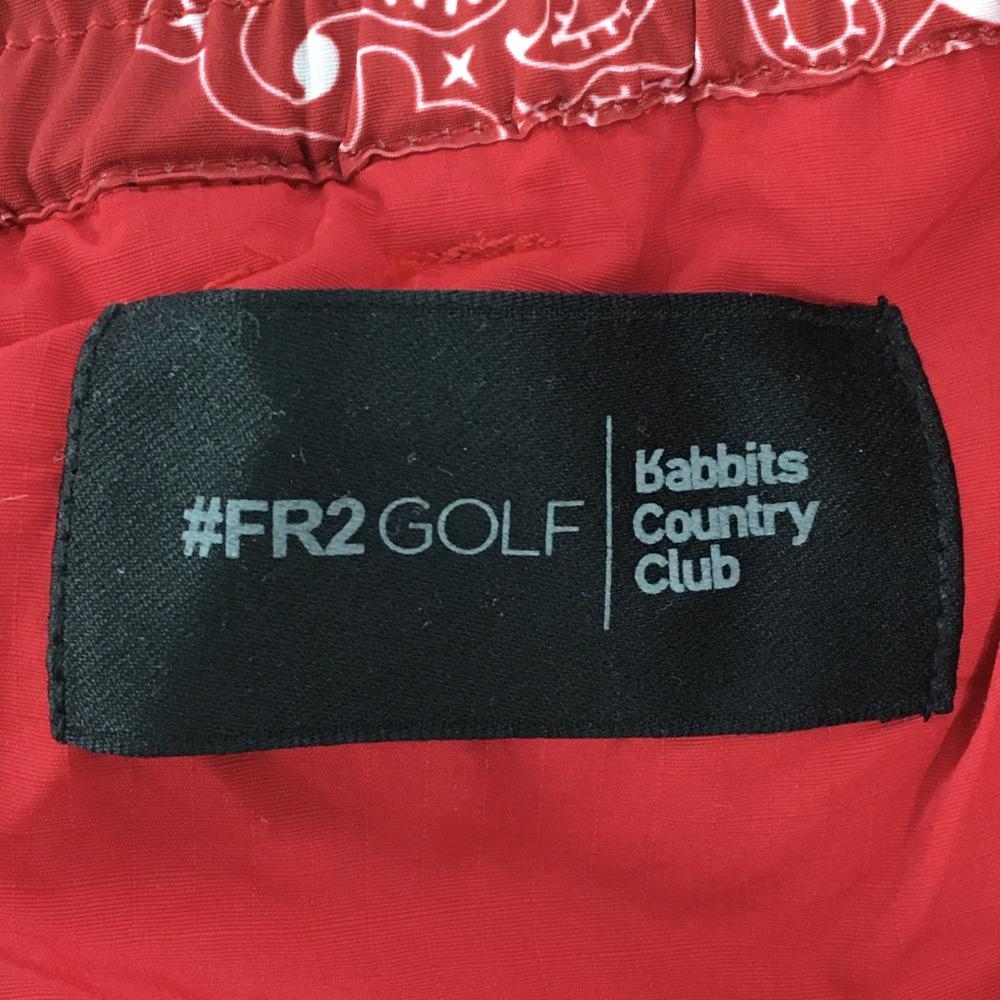 #FR2 GOLF
Rabbits
Country
Club